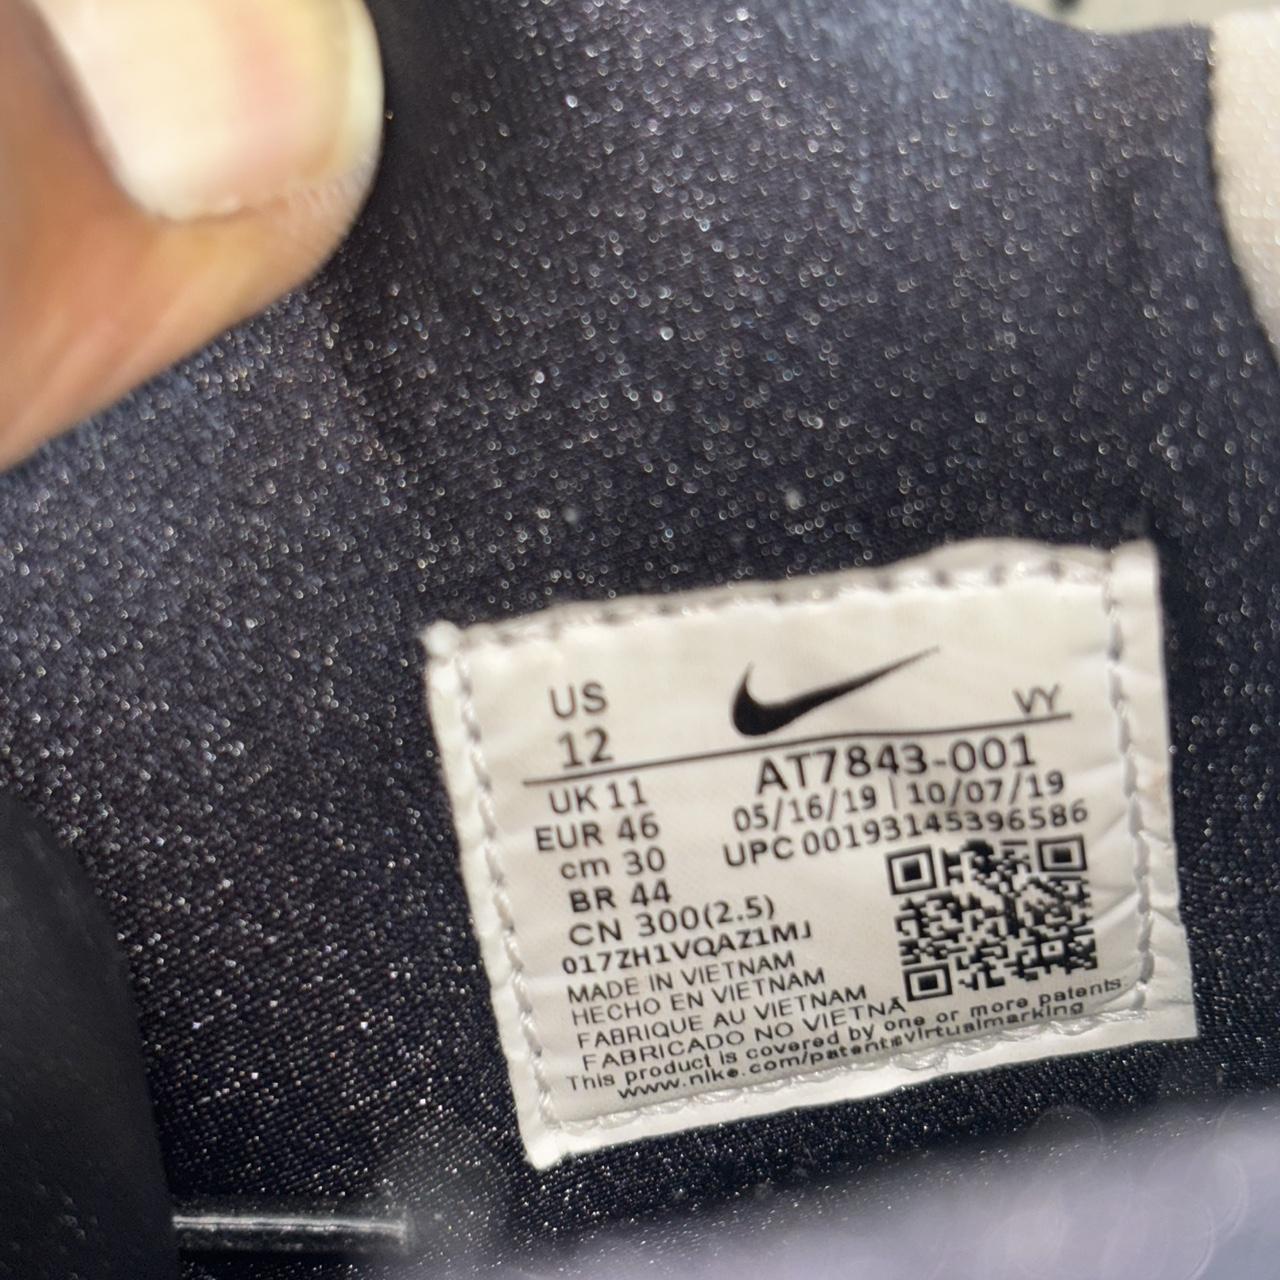 US
12
VY
UK 11
EUR 46
cm 30
BR 44
CN 300(2.5)
AT7843-001
05/16/19 | 10/07/19
UPC 00193145396586
017ZH1VQAZ1MJ
MADE IN VIETNAM
HECHO EN VIETNAM
FABRIQUE AU VIETNAM
FABRICADO NO VIETNÃ
This product is covered by one or more patents.
www.nike.com/patentsvirtualmarking